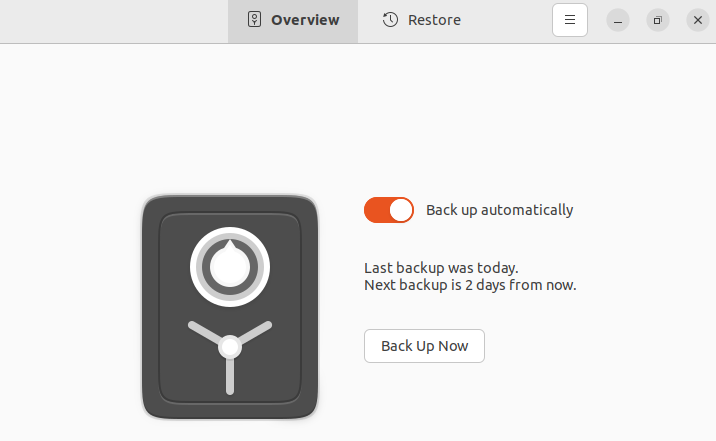 Overview
Restore
Back up automatically
Last backup was today.
Next backup is 2 days from now.
Back Up Now